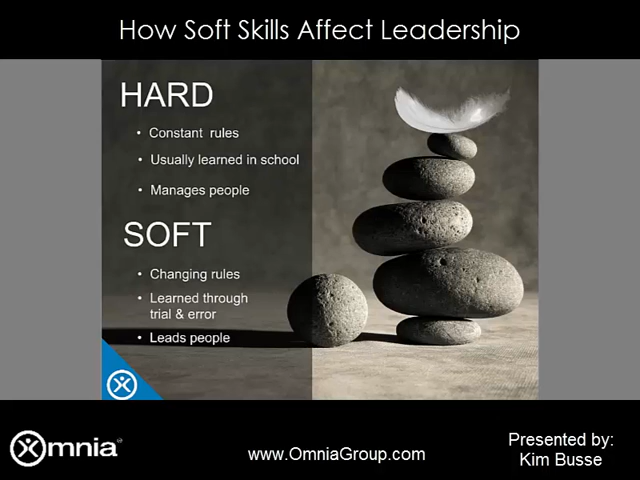 How Soft Skills Affect Leadership
HARD
• Constant rules
• Usually learned in school
• Manages people
SOFT
• Changing rules
• Learned through
trial & error
• Leads people
Omnia
www.OmniaGroup.com
Presented by:
Kim Busse